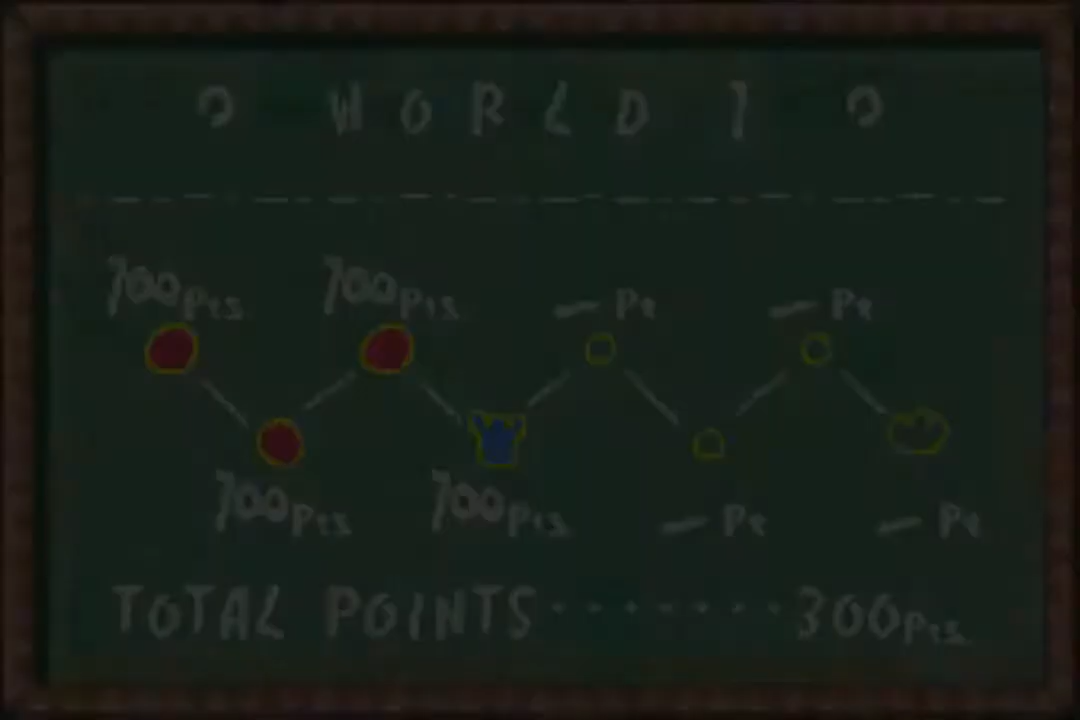 WORLD 1
100Pts 100Pts - Pt - Pt
100Pts 100Pts - Pt - Pt
TOTAL POINTS ······· 300Pts